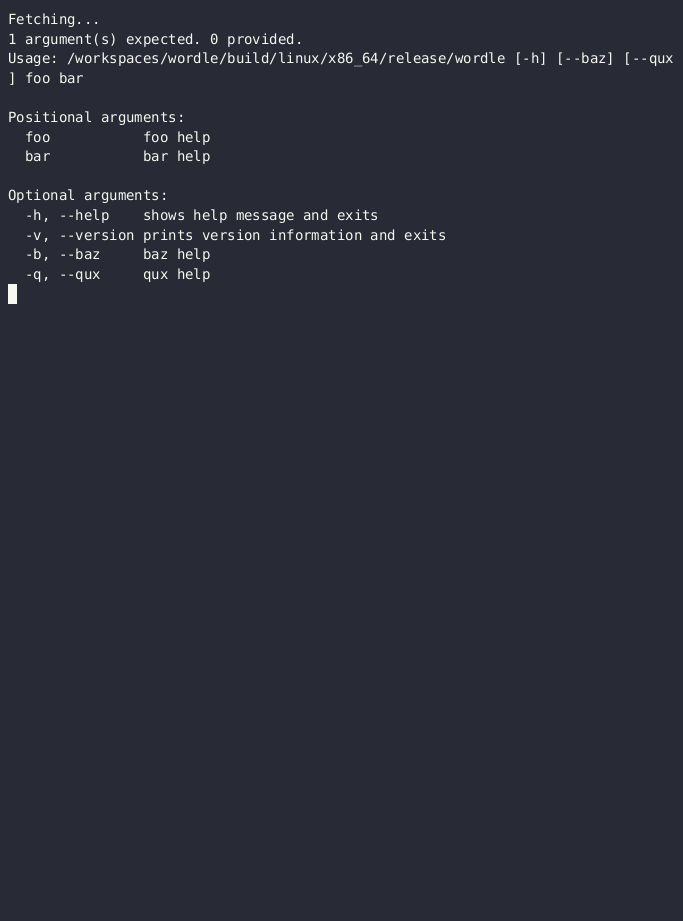 Fetching...
1 argument(s) expected. 0 provided.
Usage: /workspaces/wordle/build/linux/x86_64/release/wordle [-h] [--baz] [--qux
] foo bar
Positional arguments:
foo foo help
bar bar help
Optional arguments:
-h, --help shows help message and exits
-v, --version prints version information and exits
-b, --baz baz help
-q, --qux qux help